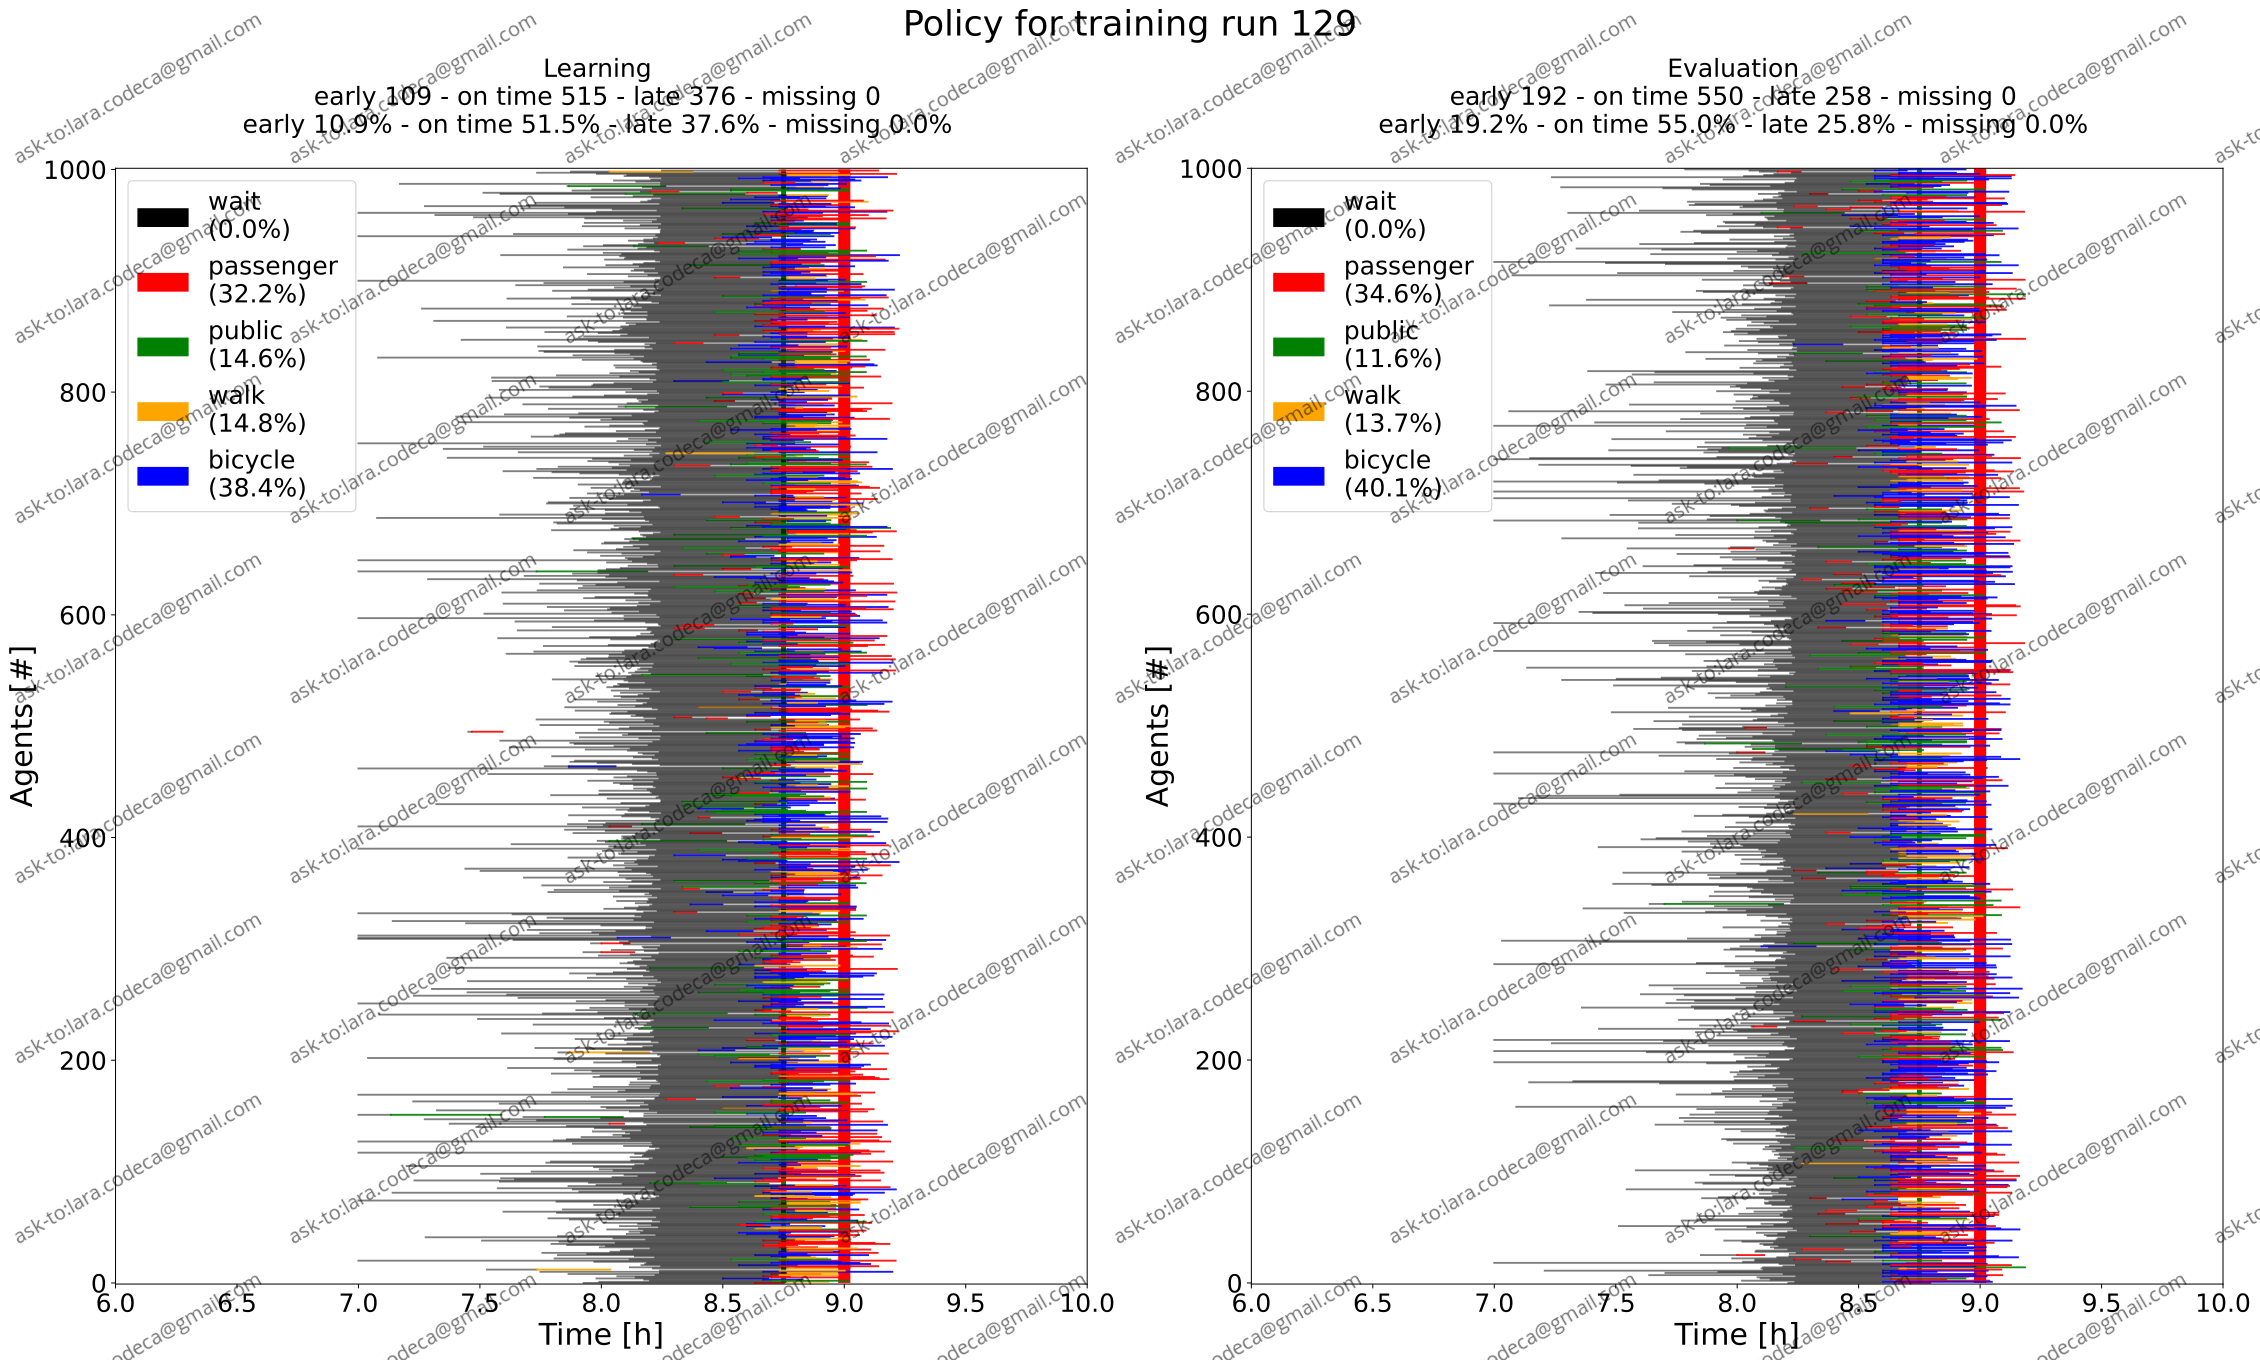 Policy for training run 129
Learning
early 109 - on time 515 - late 376 - missing 0
early 10.9% - on time 51.5% - late 37.6% - missing 0.0%
1000
800
600
400
200
0
Agents [#]
wait
(0.0%)
passenger
(32.2%)
public
(14.6%)
walk
(14.8%)
bicycle
(38.4%)
6.0 6.5 7.0 7.5 8.0 8.5 9.0 9.5 10.0
Time [h]
Evaluation
early 192 - on time 550 - late 258 - missing 0
early 19.2% - on time 55.0% - late 25.8% - missing 0.0%
1000
800
600
400
200
0
Agents [#]
wait
(0.0%)
passenger
(34.6%)
public
(11.6%)
walk
(13.7%)
bicycle
(40.1%)
6.0 6.5 7.0 7.5 8.0 8.5 9.0 9.5 10.0
Time [h]
ask-to:lara.codeca@gmail.com